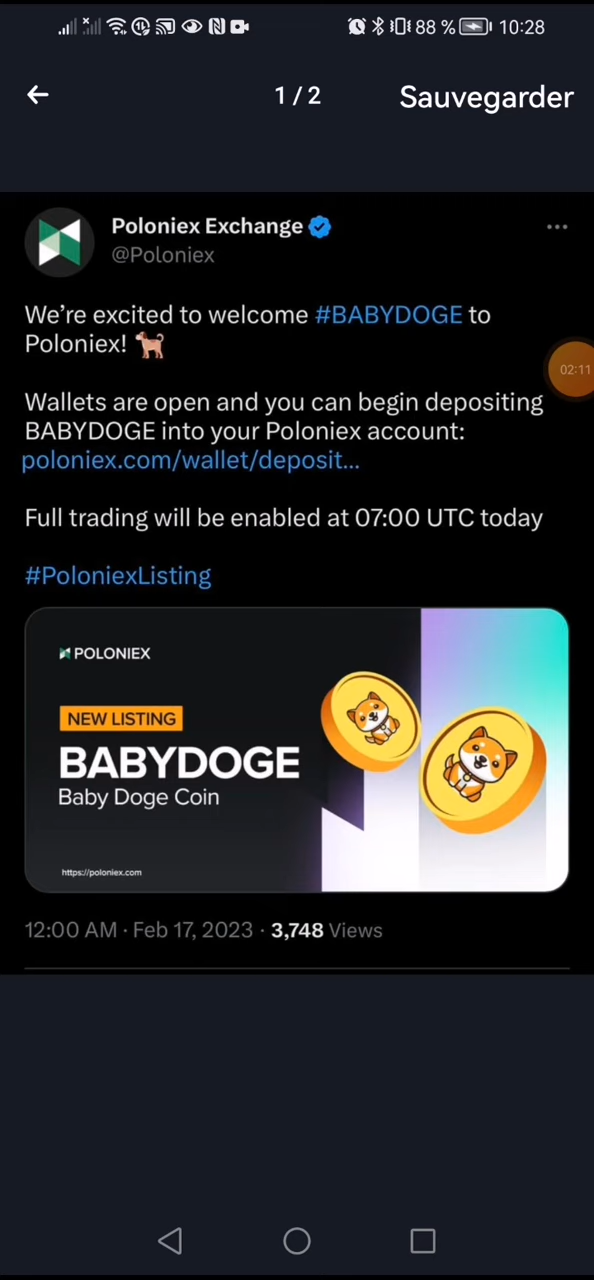 88 % 10:28
1 / 2
Sauvegarder
Poloniex Exchange
@Poloniex
We’re excited to welcome #BABYDOGE to
Poloniex! 🐕
02:11
Wallets are open and you can begin depositing
BABYDOGE into your Poloniex account:
poloniex.com/wallet/deposit...
Full trading will be enabled at 07:00 UTC today
#PoloniexListing
POLONIEX
NEW LISTING
BABYDOGE
Baby Doge Coin
https://poloniex.com
12:00 AM · Feb 17, 2023 · 3,748 Views